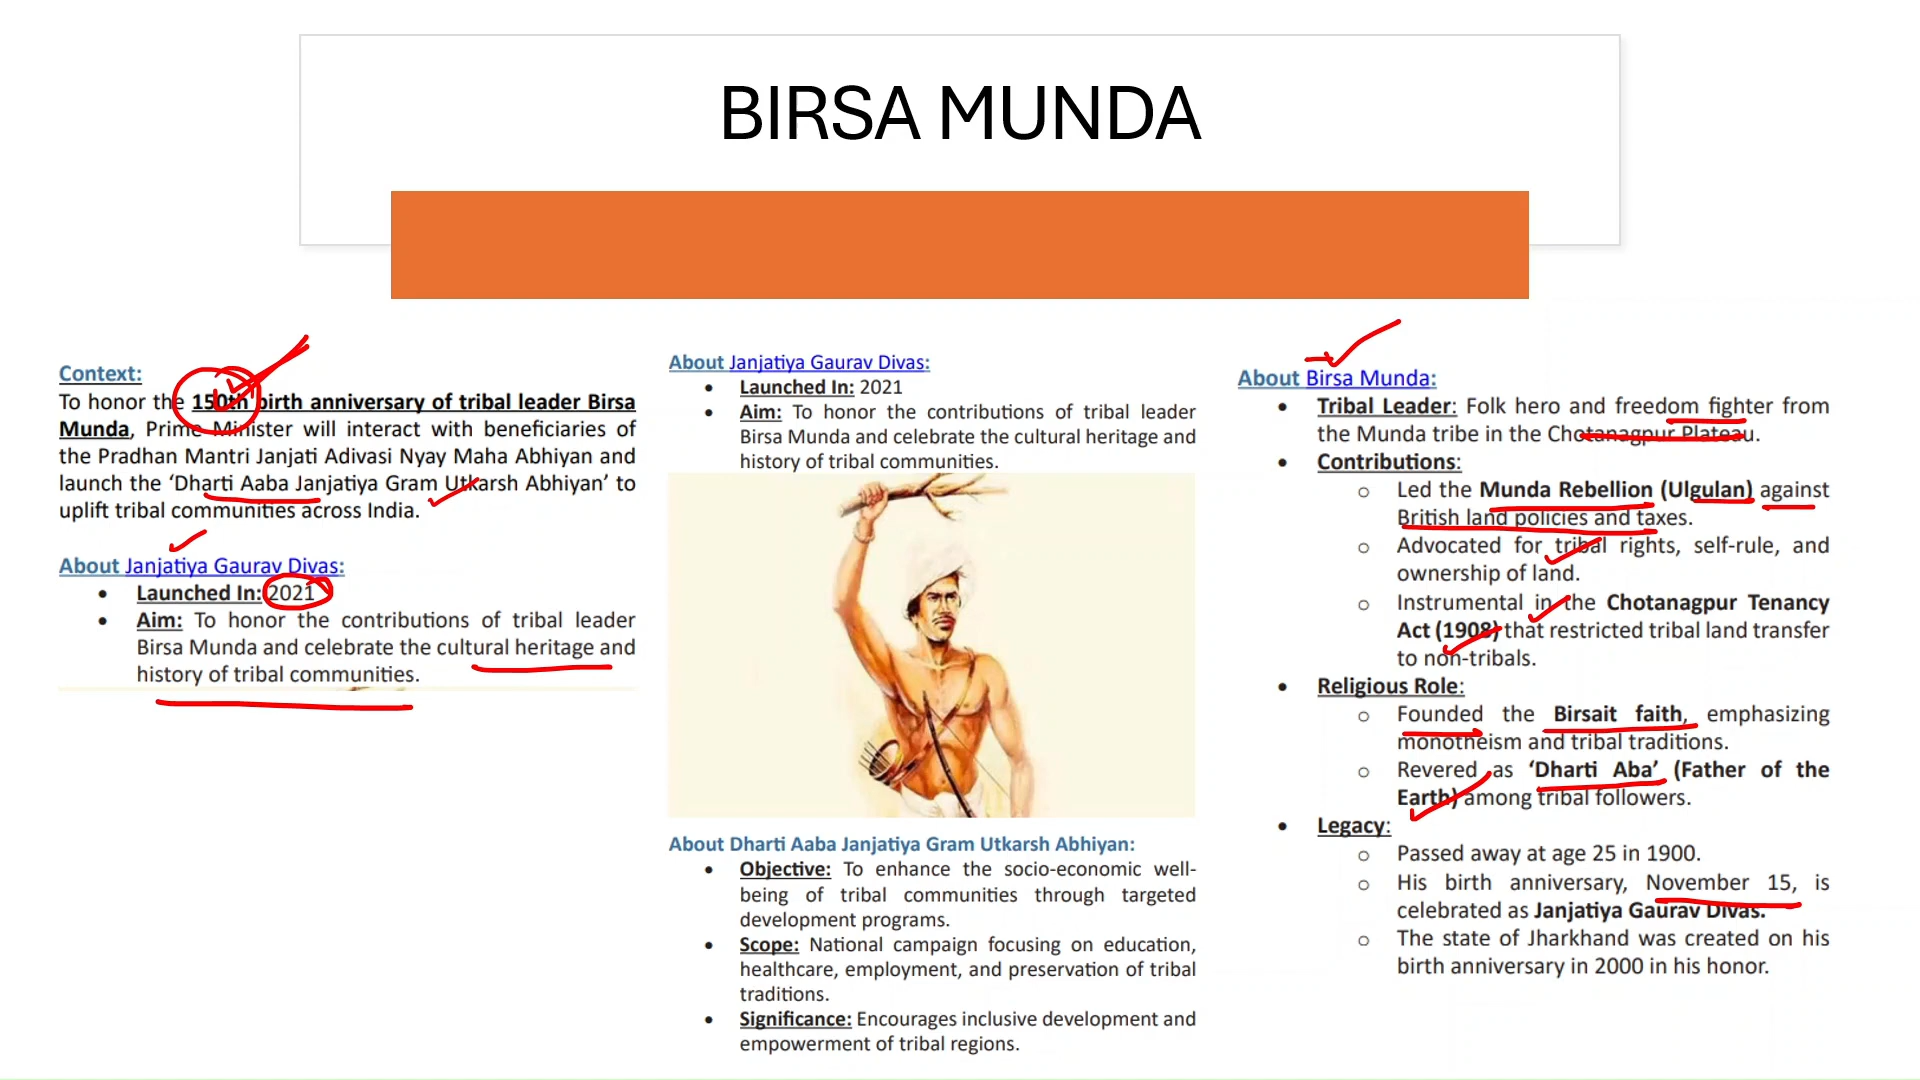 BIRSA MUNDA
Context:
To honor the 150th birth anniversary of tribal leader Birsa
Munda, Prime Minister will interact with beneficiaries of
the Pradhan Mantri Janjati Adivasi Nyay Maha Abhiyan and
launch the ‘Dharti Aaba Janjatiya Gram Utkarsh Abhiyan’ to
uplift tribal communities across India.
About Janjatiya Gaurav Divas:
• Launched In: 2021
• Aim: To honor the contributions of tribal leader
Birsa Munda and celebrate the cultural heritage and
history of tribal communities.
About Janjatiya Gaurav Divas:
• Launched In: 2021
• Aim: To honor the contributions of tribal leader
Birsa Munda and celebrate the cultural heritage and
history of tribal communities.
About Dharti Aaba Janjatiya Gram Utkarsh Abhiyan:
• Objective: To enhance the socio-economic well-
being of tribal communities through targeted
development programs.
• Scope: National campaign focusing on education,
healthcare, employment, and preservation of tribal
traditions.
• Significance: Encourages inclusive development and
empowerment of tribal regions.
About Birsa Munda:
• Tribal Leader: Folk hero and freedom fighter from
the Munda tribe in the Chotanagpur Plateau.
• Contributions:
o Led the Munda Rebellion (Ulgulan) against
British land policies and taxes.
o Advocated for tribal rights, self-rule, and
ownership of land.
o Instrumental in the Chotanagpur Tenancy
Act (1908) that restricted tribal land transfer
to non-tribals.
• Religious Role:
o Founded the Birsait faith, emphasizing
monotheism and tribal traditions.
o Revered as ‘Dharti Aba’ (Father of the
Earth) among tribal followers.
• Legacy:
o Passed away at age 25 in 1900.
o His birth anniversary, November 15, is
celebrated as Janjatiya Gaurav Divas.
o The state of Jharkhand was created on his
birth anniversary in 2000 in his honor.